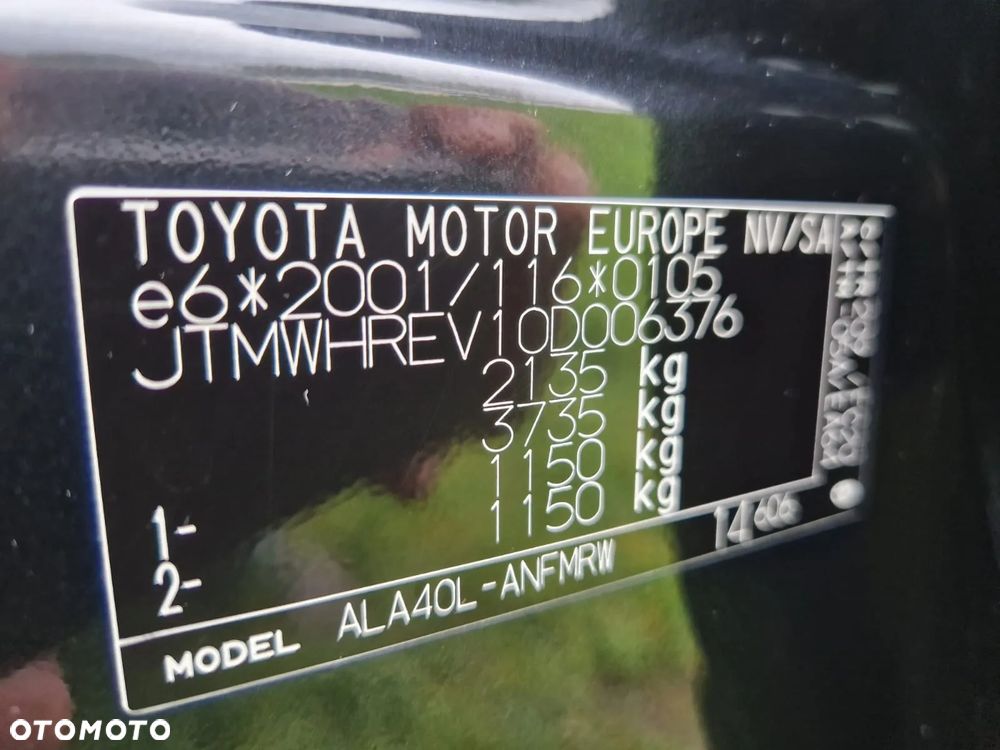 TOYOTA MOTOR EUROPE NV/SA
e6*2001/116*0105
JTMWHREV10D006376
2135 kg
3735 kg
1- 1150 kg
2- 1150 kg
MODEL ALA40L-ANFMRW
14606
OTOMOTO